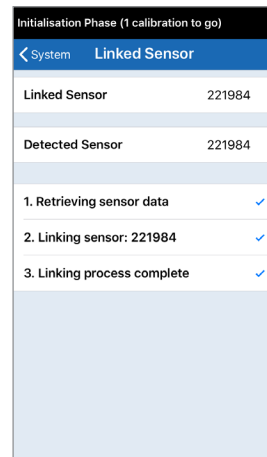 Initialisation Phase (1 calibration to go)
System Linked Sensor
Linked Sensor 221984
Detected Sensor 221984
1. Retrieving sensor data
2. Linking sensor: 221984
3. Linking process complete